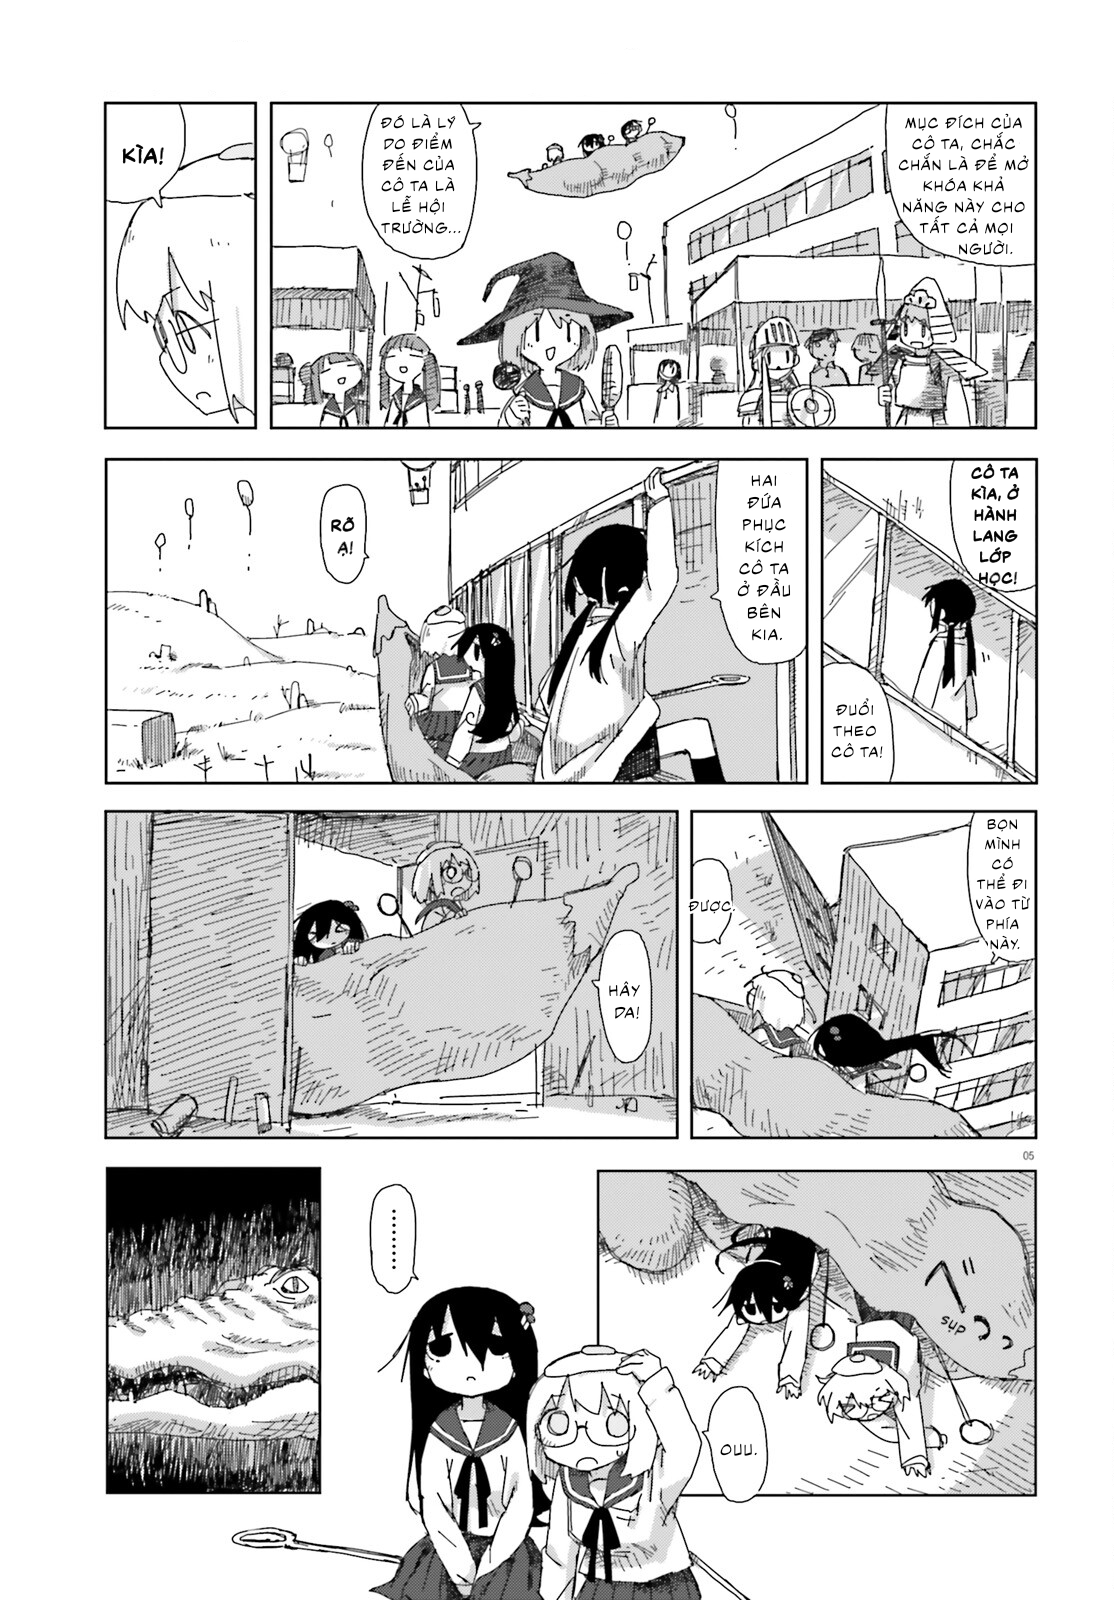 MỤC ĐÍCH CỦA
CÔ TA, CHẮC
CHẮN LÀ ĐỂ MỞ
KHÓA KHẢ
NĂNG NÀY CHO
TẤT CẢ MỌI
NGƯỜI.
ĐÓ LÀ LÝ
DO ĐIỂM
ĐẾN CỦA
CÔ TA LÀ
LỄ HỘI
TRƯỜNG...
KÌA!
CÔ TA
KÌA, Ở
HÀNH
LANG
LỚP
HỌC!
ĐUỔI
THEO
CÔ TA!
HAI
ĐỨA
PHỤC
KÍCH
CÔ TA
Ở ĐẦU
BÊN
KIA.
RÕ
Ạ!
BỌN
MÌNH
CÓ
THỂ ĐI
VÀO TỪ
PHÍA
NÀY.
ĐƯỢC.
HÂY
DA!
05
SỤP
OUU.
........